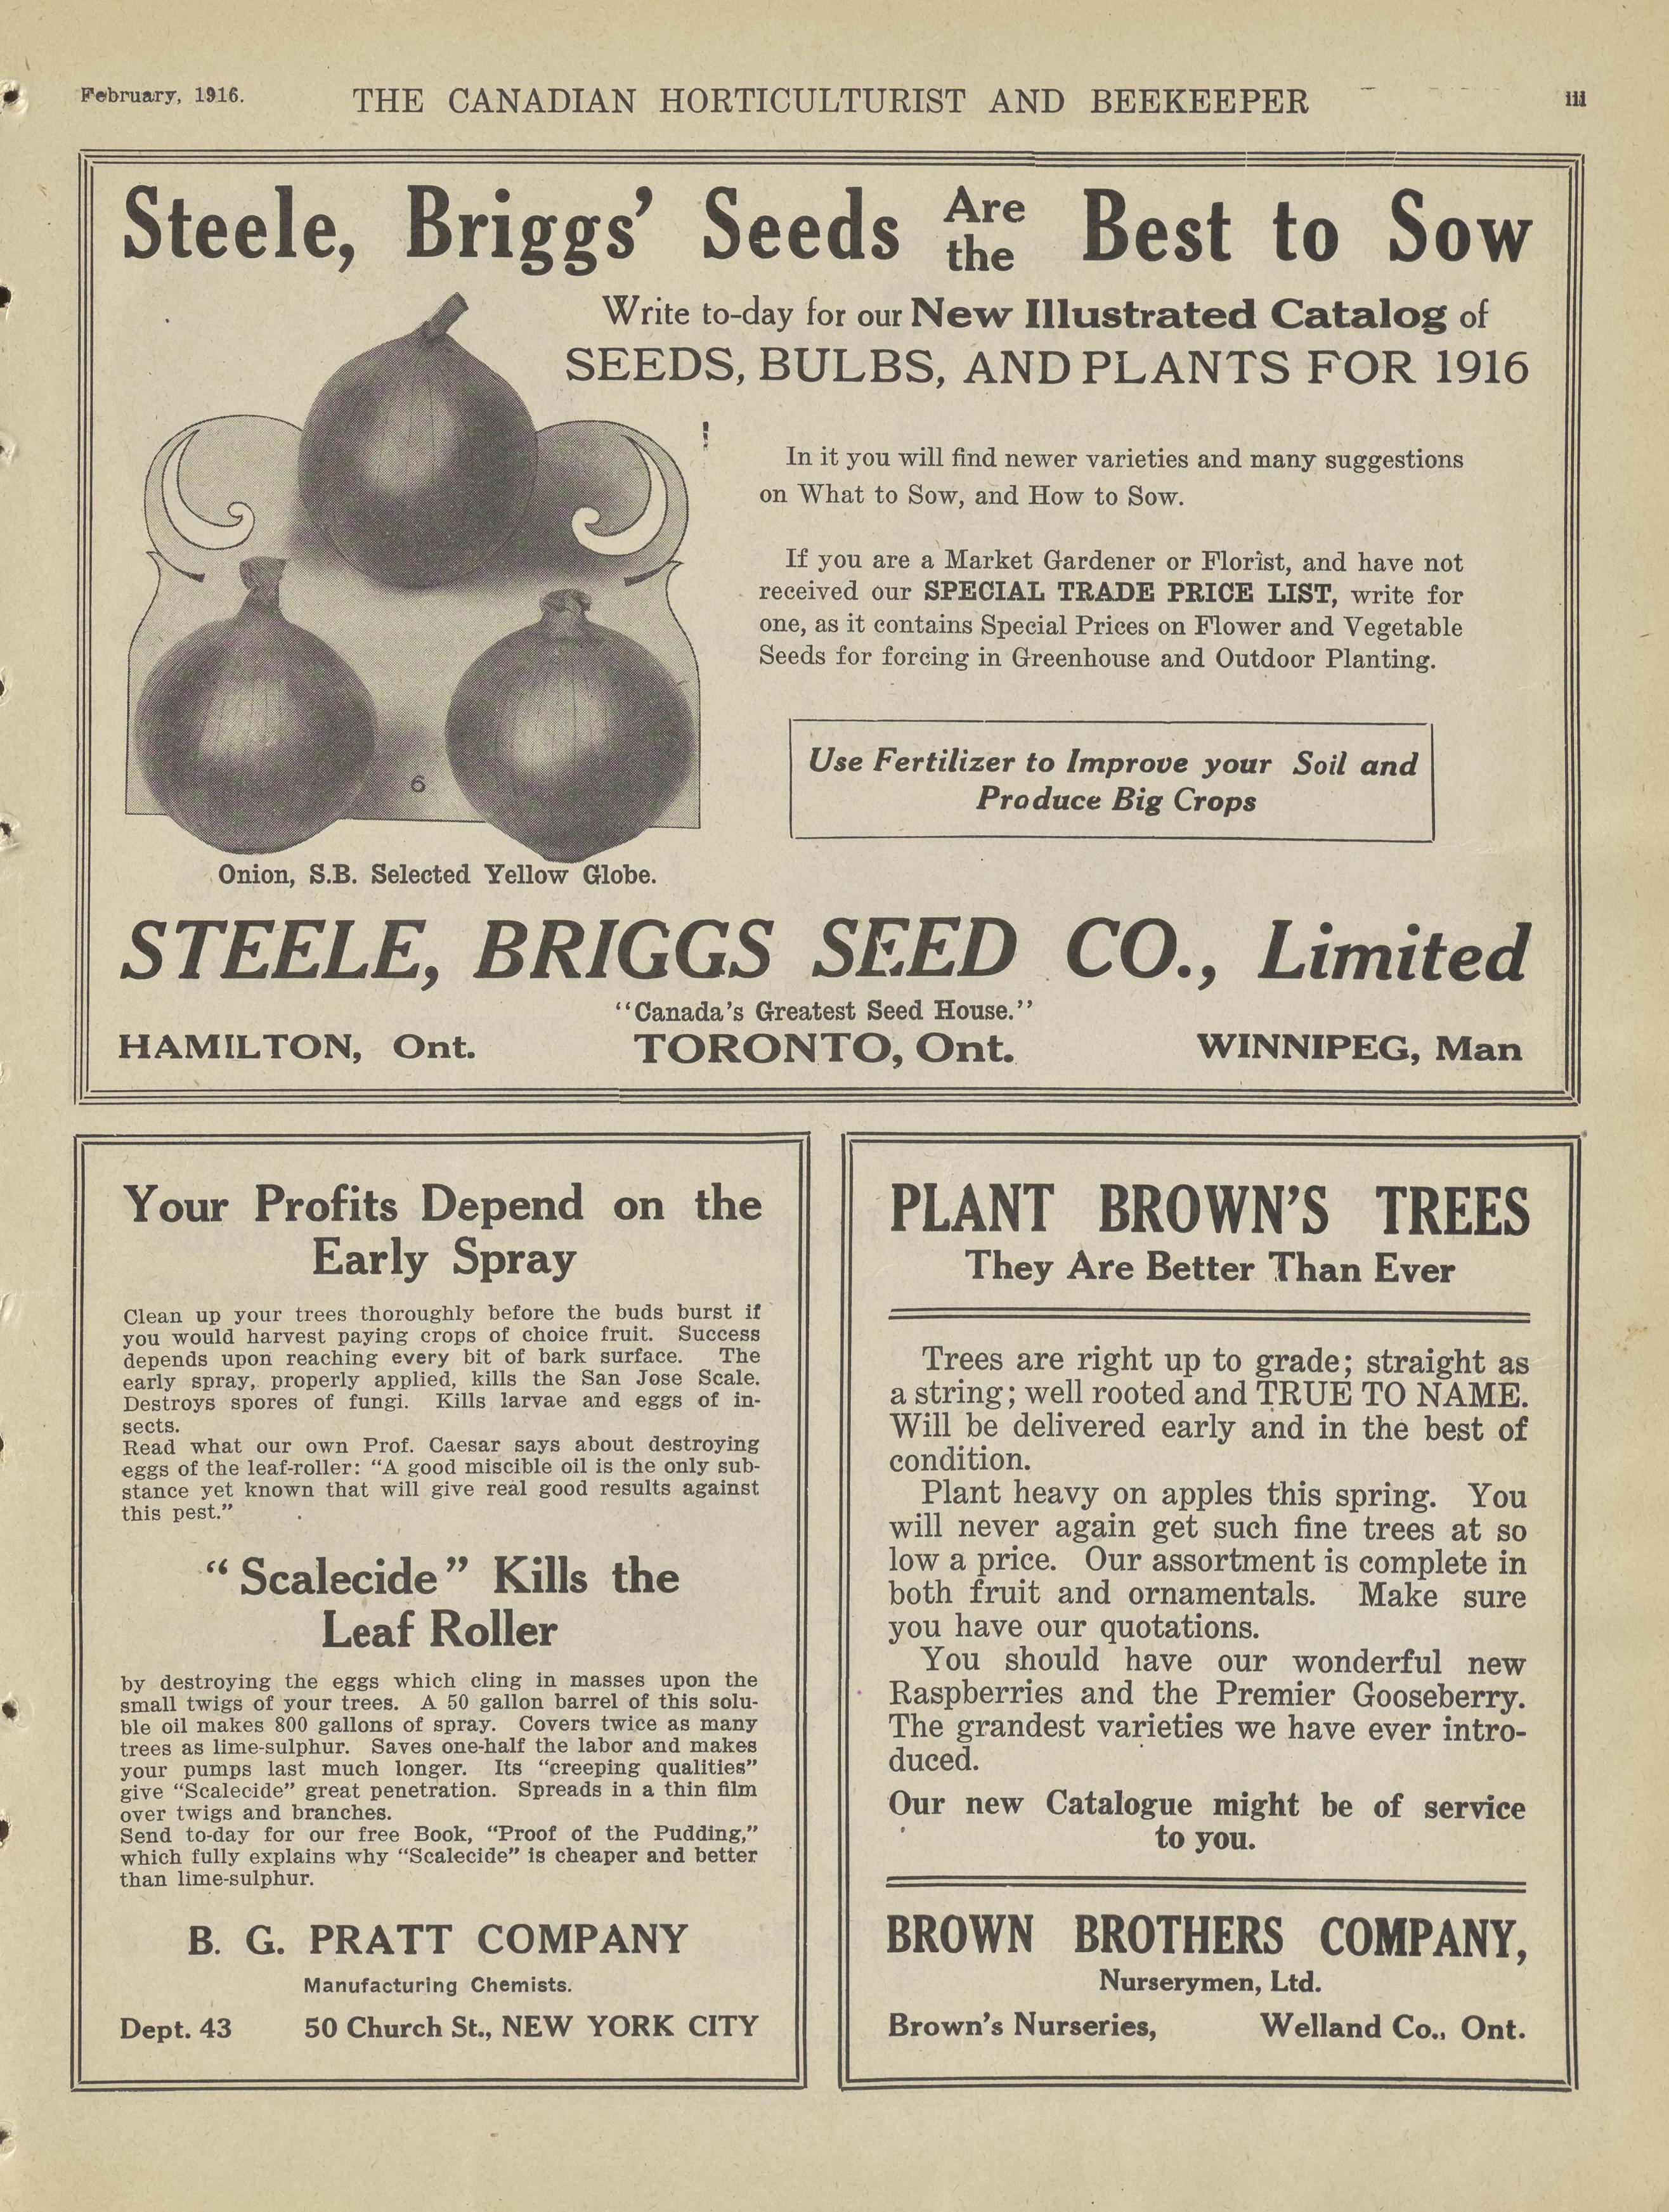 February, 1916.
THE CANADIAN HORTICULTURIST AND BEEKEEPER
iii
Steele, Briggs' Seeds Are the Best to Sow
Write to-day for our New Illustrated Catalog of
SEEDS, BULBS, AND PLANTS FOR 1916
In it you will find newer varieties and many suggestions
on What to Sow, and How to Sow.
If you are a Market Gardener or Florist, and have not
received our SPECIAL TRADE PRICE LIST, write for
one, as it contains Special Prices on Flower and Vegetable
Seeds for forcing in Greenhouse and Outdoor Planting.
Use Fertilizer to Improve your Soil and
Produce Big Crops
6
Onion, S.B. Selected Yellow Globe.
STEELE, BRIGGS SEED CO., Limited
"Canada's Greatest Seed House."
HAMILTON, Ont. TORONTO, Ont. WINNIPEG, Man
Your Profits Depend on the
Early Spray
Clean up your trees thoroughly before the buds burst if
you would harvest paying crops of choice fruit. Success
depends upon reaching every bit of bark surface. The
early spray, properly applied, kills the San Jose Scale.
Destroys spores of fungi. Kills larvae and eggs of in-
sects.
Read what our own Prof. Caesar says about destroying
eggs of the leaf-roller: "A good miscible oil is the only sub-
stance yet known that will give real good results against
this pest."
"Scalecide" Kills the
Leaf Roller
by destroying the eggs which cling in masses upon the
small twigs of your trees. A 50 gallon barrel of this solu-
ble oil makes 800 gallons of spray. Covers twice as many
trees as lime-sulphur. Saves one-half the labor and makes
your pumps last much longer. Its "creeping qualities"
give "Scalecide" great penetration. Spreads in a thin film
over twigs and branches.
Send to-day for our free Book, "Proof of the Pudding,"
which fully explains why "Scalecide" is cheaper and better
than lime-sulphur.
B. G. PRATT COMPANY
Manufacturing Chemists.
Dept. 43 50 Church St., NEW YORK CITY
PLANT BROWN'S TREES
They Are Better Than Ever
Trees are right up to grade; straight as
a string; well rooted and TRUE TO NAME.
Will be delivered early and in the best of
condition.
Plant heavy on apples this spring. You
will never again get such fine trees at so
low a price. Our assortment is complete in
both fruit and ornamentals. Make sure
you have our quotations.
You should have our wonderful new
Raspberries and the Premier Gooseberry.
The grandest varieties we have ever intro-
duced.
Our new Catalogue might be of service
to you.
BROWN BROTHERS COMPANY,
Nurserymen, Ltd.
Brown's Nurseries, Welland Co., Ont.